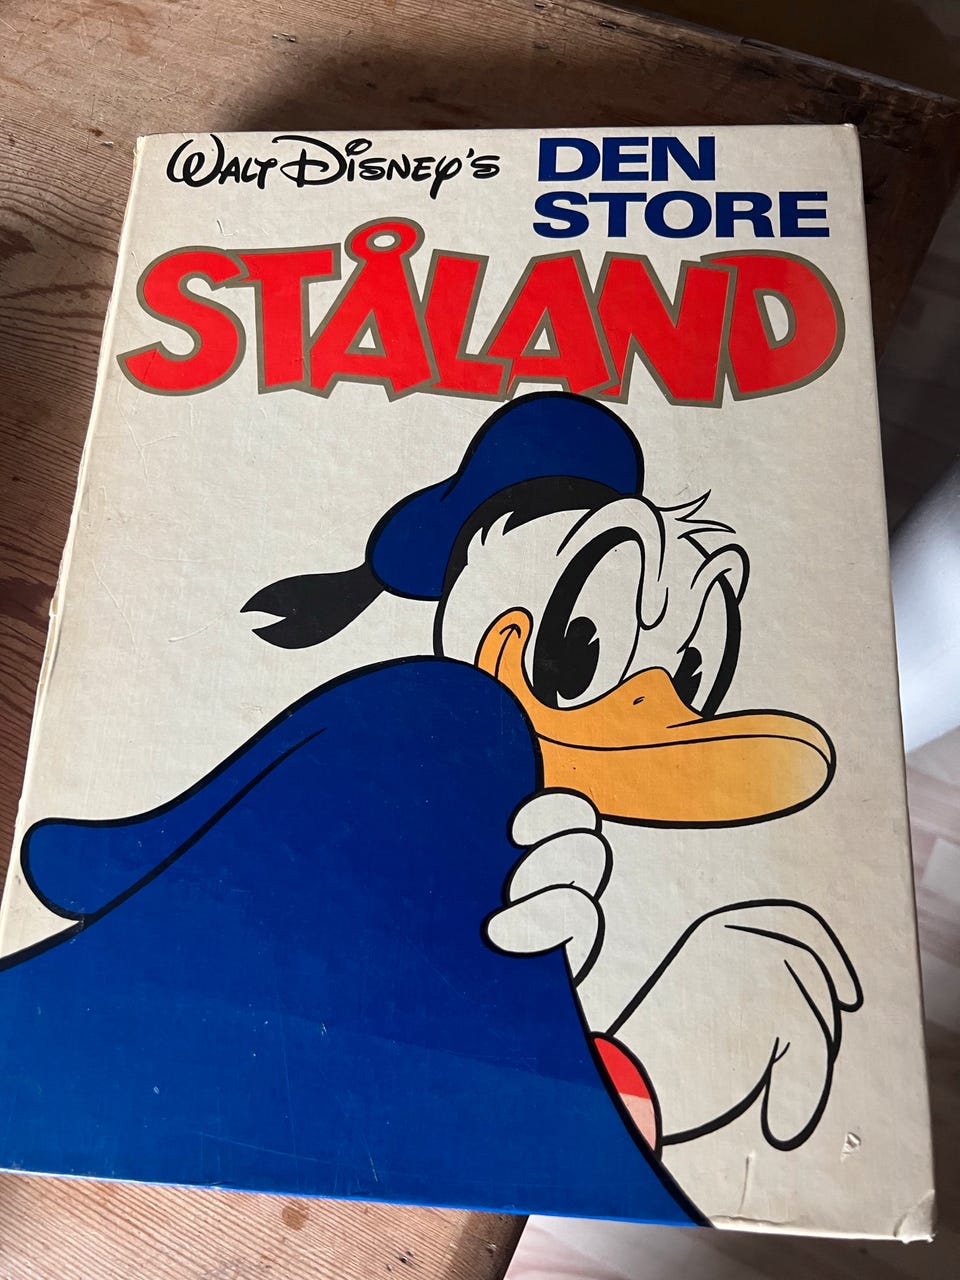 WALT DISNEY'S
DEN
STORE
STÅLAND